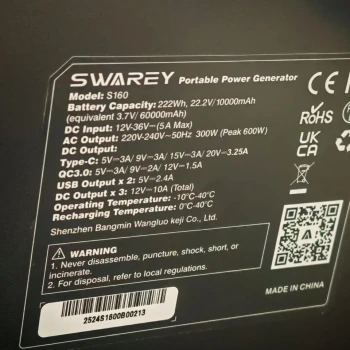 SWAREY Portable Power Generator
Model: S160
Battery Capacity: 222Wh, 22.2V/10000mAh
(equivalent 3.7V/ 60000mAh)
DC Input: 12V-36V⎓(5A Max)
AC Output: 220V-240V~50HZ 300W (Peak 600W)
DC Output:
Type-C: 5V⎓3A/ 9V⎓3A/ 15V⎓3A/ 20V⎓3.25A
QC3.0: 5V⎓3A/ 9V⎓2A/ 12V⎓1.5A
USB Output x 2: 5V⎓2.4A
DC Output x 3: 12V⎓10A (Total)
Operating Temperature: -10°C-40°C
Recharging Temperature: 0°C-40°C
Shenzhen Bangmin Wangluo keji Co., Ltd.
CE
RoHS
UK
CA
WARNING
1. Never disassemble, puncture, shock, short, or
incinerate.
2. For disposal, refer to local regulations.
2524S1600B00213
MADE IN CHINA